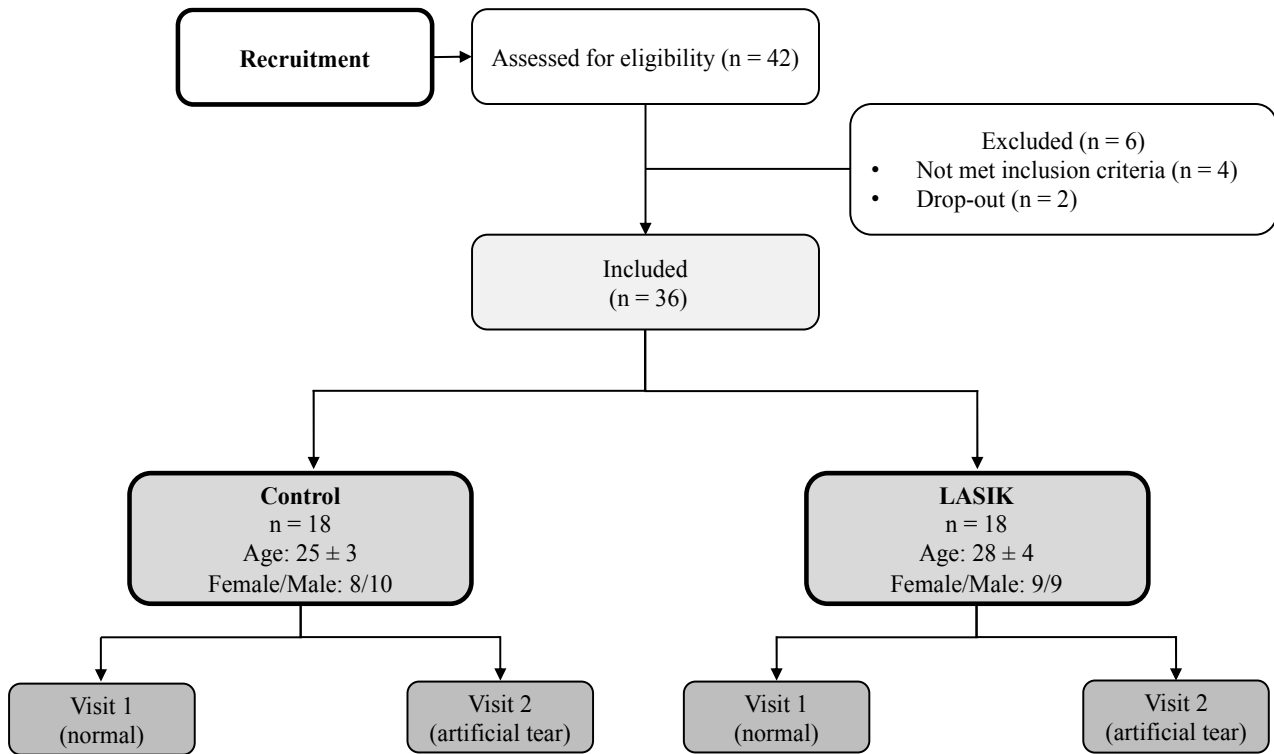 Recruitment
Assessed for eligibility (n = 42)
Excluded (n = 6)
• Not met inclusion criteria (n = 4)
• Drop-out (n = 2)
Included
(n = 36)
Control
n = 18
Age: 25 ± 3
Female/Male: 8/10
LASIK
n = 18
Age: 28 ± 4
Female/Male: 9/9
Visit 1
(normal)
Visit 2
(artificial tear)
Visit 1
(normal)
Visit 2
(artificial tear)